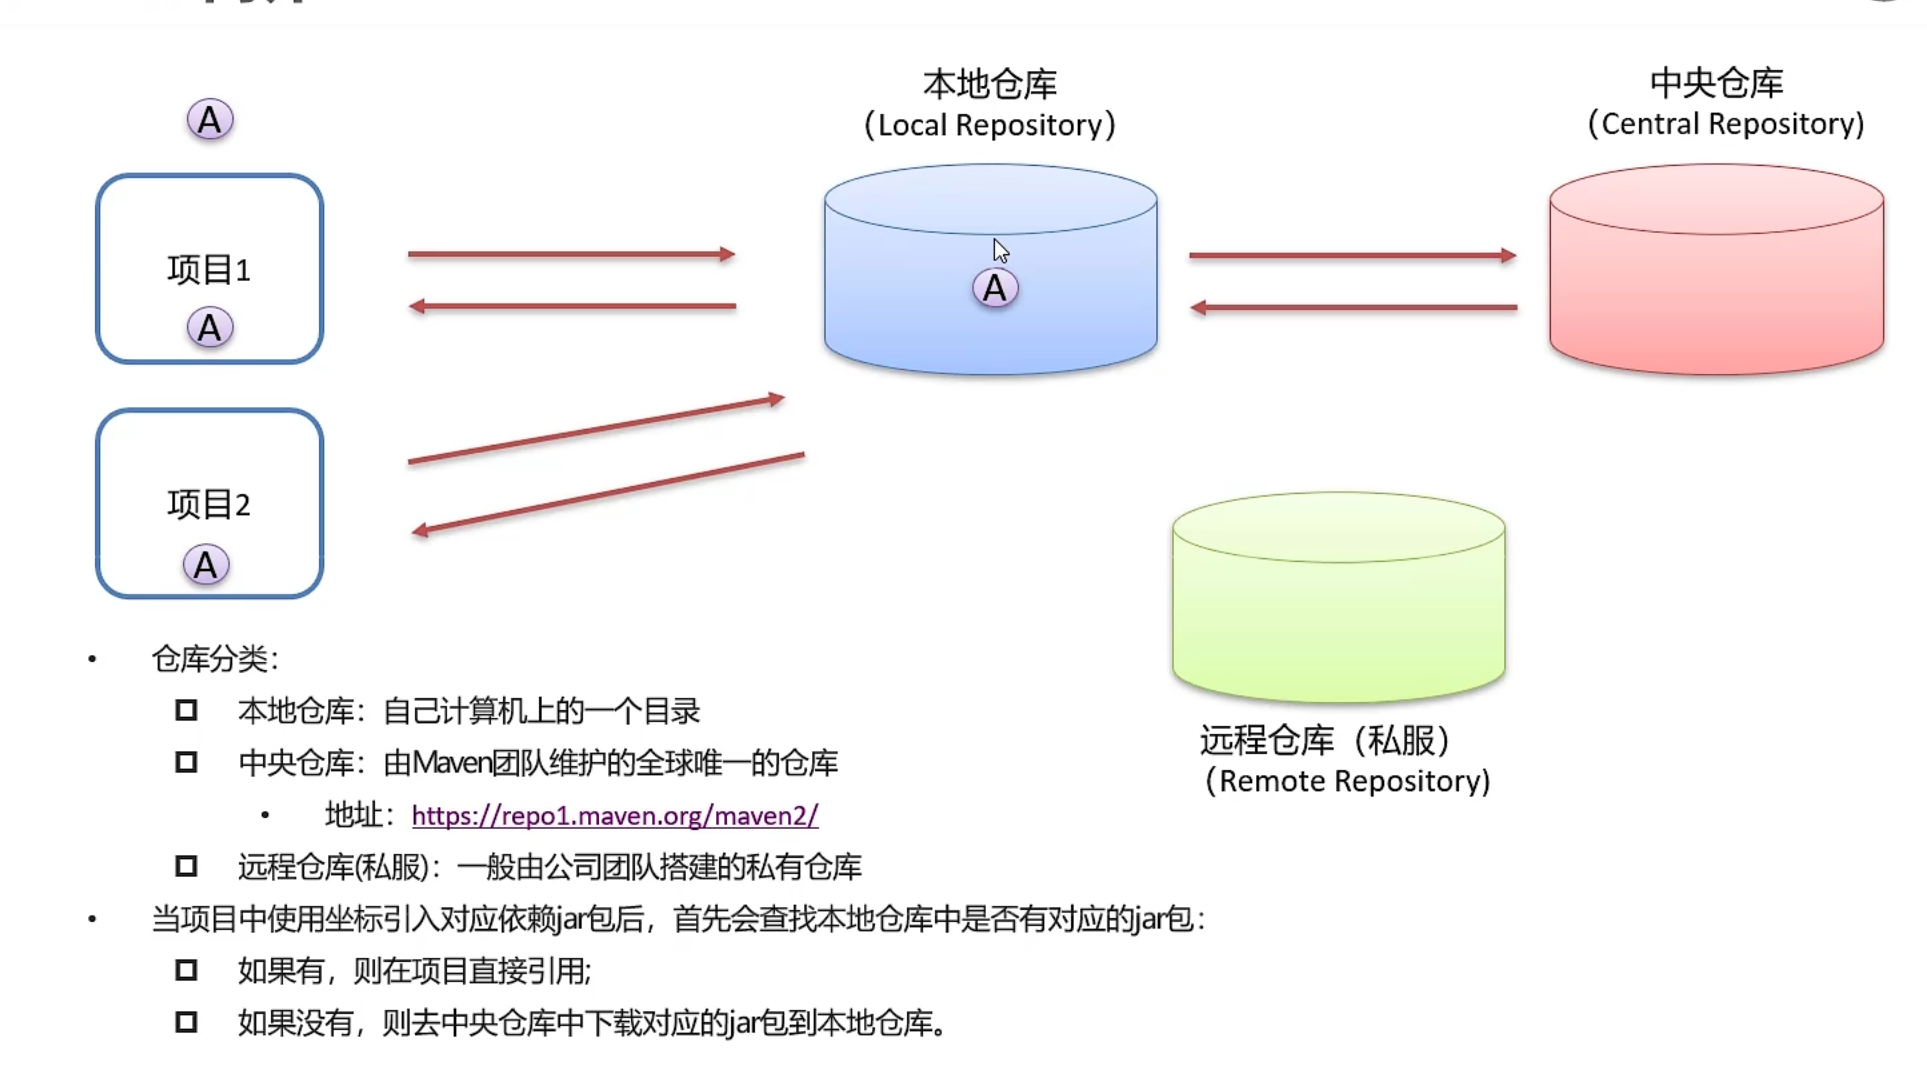 A
本地仓库
（Local Repository）
中央仓库
（Central Repository)
项目1
A
A
项目2
A
远程仓库（私服）
（Remote Repository)
• 仓库分类：
本地仓库：自己计算机上的一个目录
中央仓库：由Maven团队维护的全球唯一的仓库
• 地址：https://repo1.maven.org/maven2/
远程仓库(私服)：一般由公司团队搭建的私有仓库
• 当项目中使用坐标引入对应依赖jar包后，首先会查找本地仓库中是否有对应的jar包：
如果有，则在项目直接引用;
如果没有，则去中央仓库中下载对应的jar包到本地仓库。